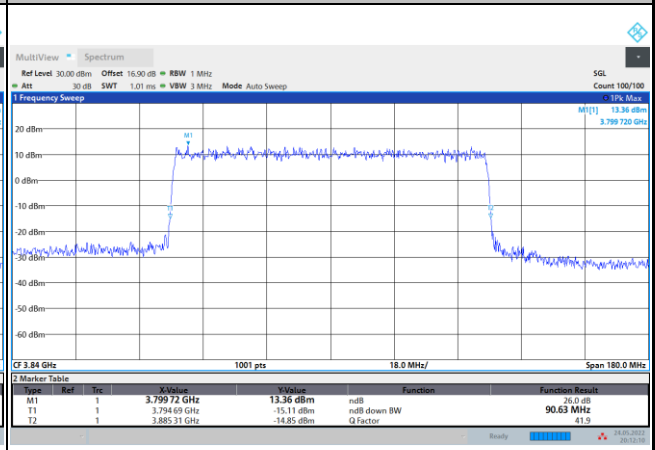 MultiView Spectrum
Ref Level 30.00 dBm Offset 16.90 dB RBW 1 MHz SGL
Att 30 dB SWT 1.01 ms VBW 3 MHz Mode Auto Sweep Count 100/100
1 Frequency Sweep 1Pk Max
M1[1] 13.36 dBm
3.799 720 GHz
20 dBm
M1
10 dBm
0 dBm
-10 dBm
T1 T2
-20 dBm
-30 dBm
-40 dBm
-50 dBm
-60 dBm
CF 3.84 GHz 1001 pts 18.0 MHz/ Span 180.0 MHz
2 Marker Table
Type Ref Trc X-Value Y-Value Function Function Result
M1 1 3.799 72 GHz 13.36 dBm ndB 26.0 dB
T1 1 3.794 69 GHz -15.11 dBm ndB down BW 90.63 MHz
T2 1 3.885 31 GHz -14.85 dBm Q Factor 41.9
Ready 24.05.2022
20:12:18